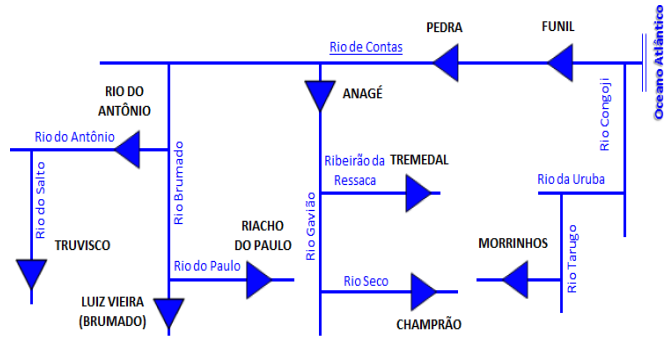 PEDRA
FUNIL
Oceano Atlântico
Rio de Contas
RIO DO
ANTÔNIO
ANAGÉ
Rio Congoji
Rio do Antônio
Rio do Salto
Rio Brumado
Ribeirão da
Ressaca
TREMEDAL
Rio da Uruba
Rio Gavião
Rio Tarugo
TRUVISCO
RIACHO
DO PAULO
MORRINHOS
Rio do Paulo
Rio Seco
LUIZ VIEIRA
(BRUMADO)
CHAMPRÃO